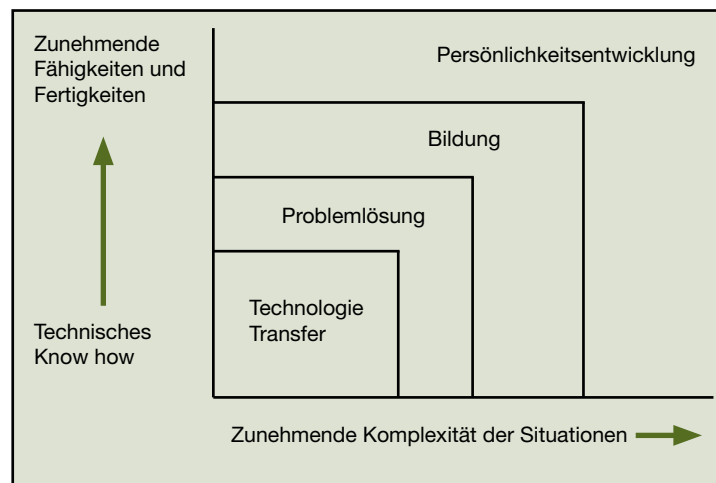 Zunehmende
Fähigkeiten und
Fertigkeiten
Persönlichkeitsentwicklung
Bildung
Problemlösung
Technologie
Transfer
Technisches
Know how
Zunehmende Komplexität der Situationen